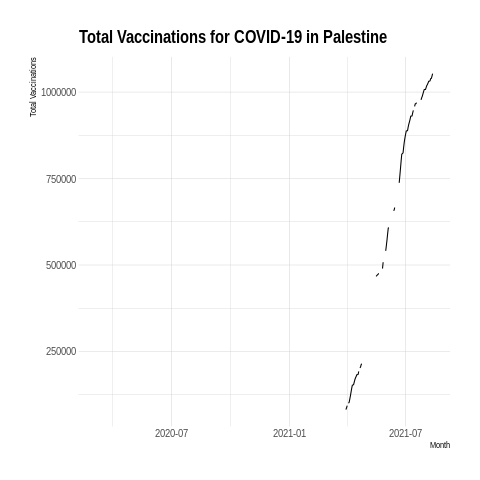 Total Vaccinations for COVID-19 in Palestine
Total Vaccinations
1000000
750000
500000
250000
2020-07 2021-01 2021-07
Month